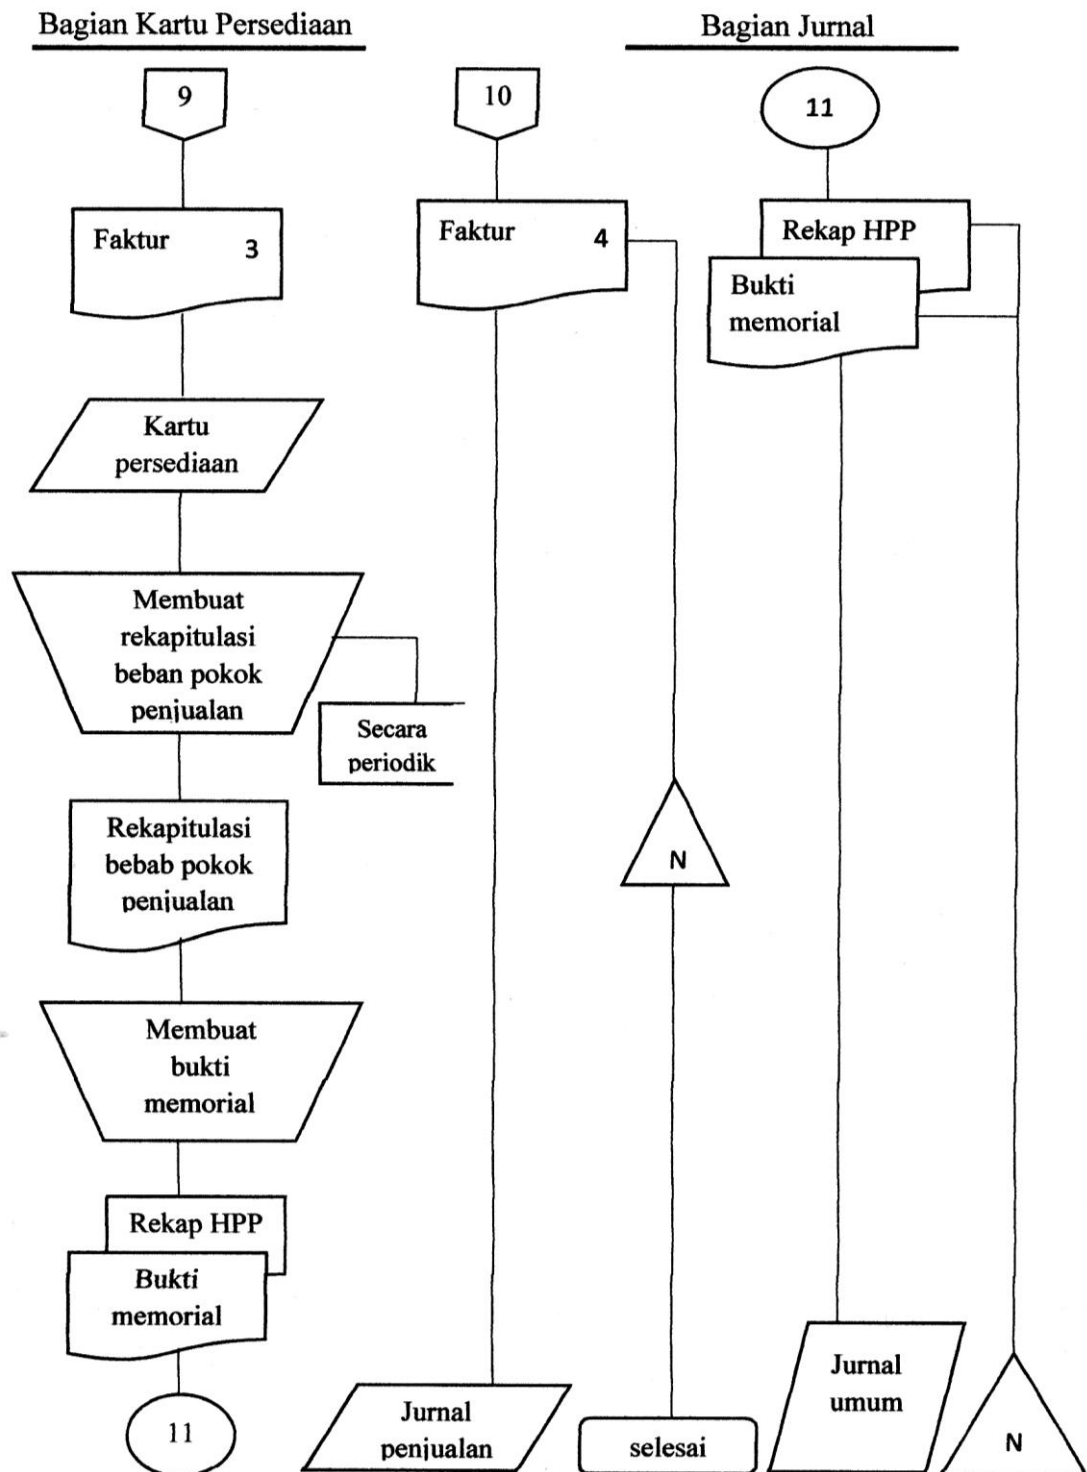 Bagian Kartu Persediaan
9
Faktur 3
Kartu
persediaan
Membuat
rekapitulasi
beban pokok
penjualan
Secara
periodik
Rekapitulasi
bebab pokok
penjualan
Membuat
bukti
memorial
Rekap HPP
Bukti
memorial
11
Bagian Jurnal
10
Faktur 4
N
Jurnal
penjualan
selesai
11
Rekap HPP
Bukti
memorial
Jurnal
umum
N